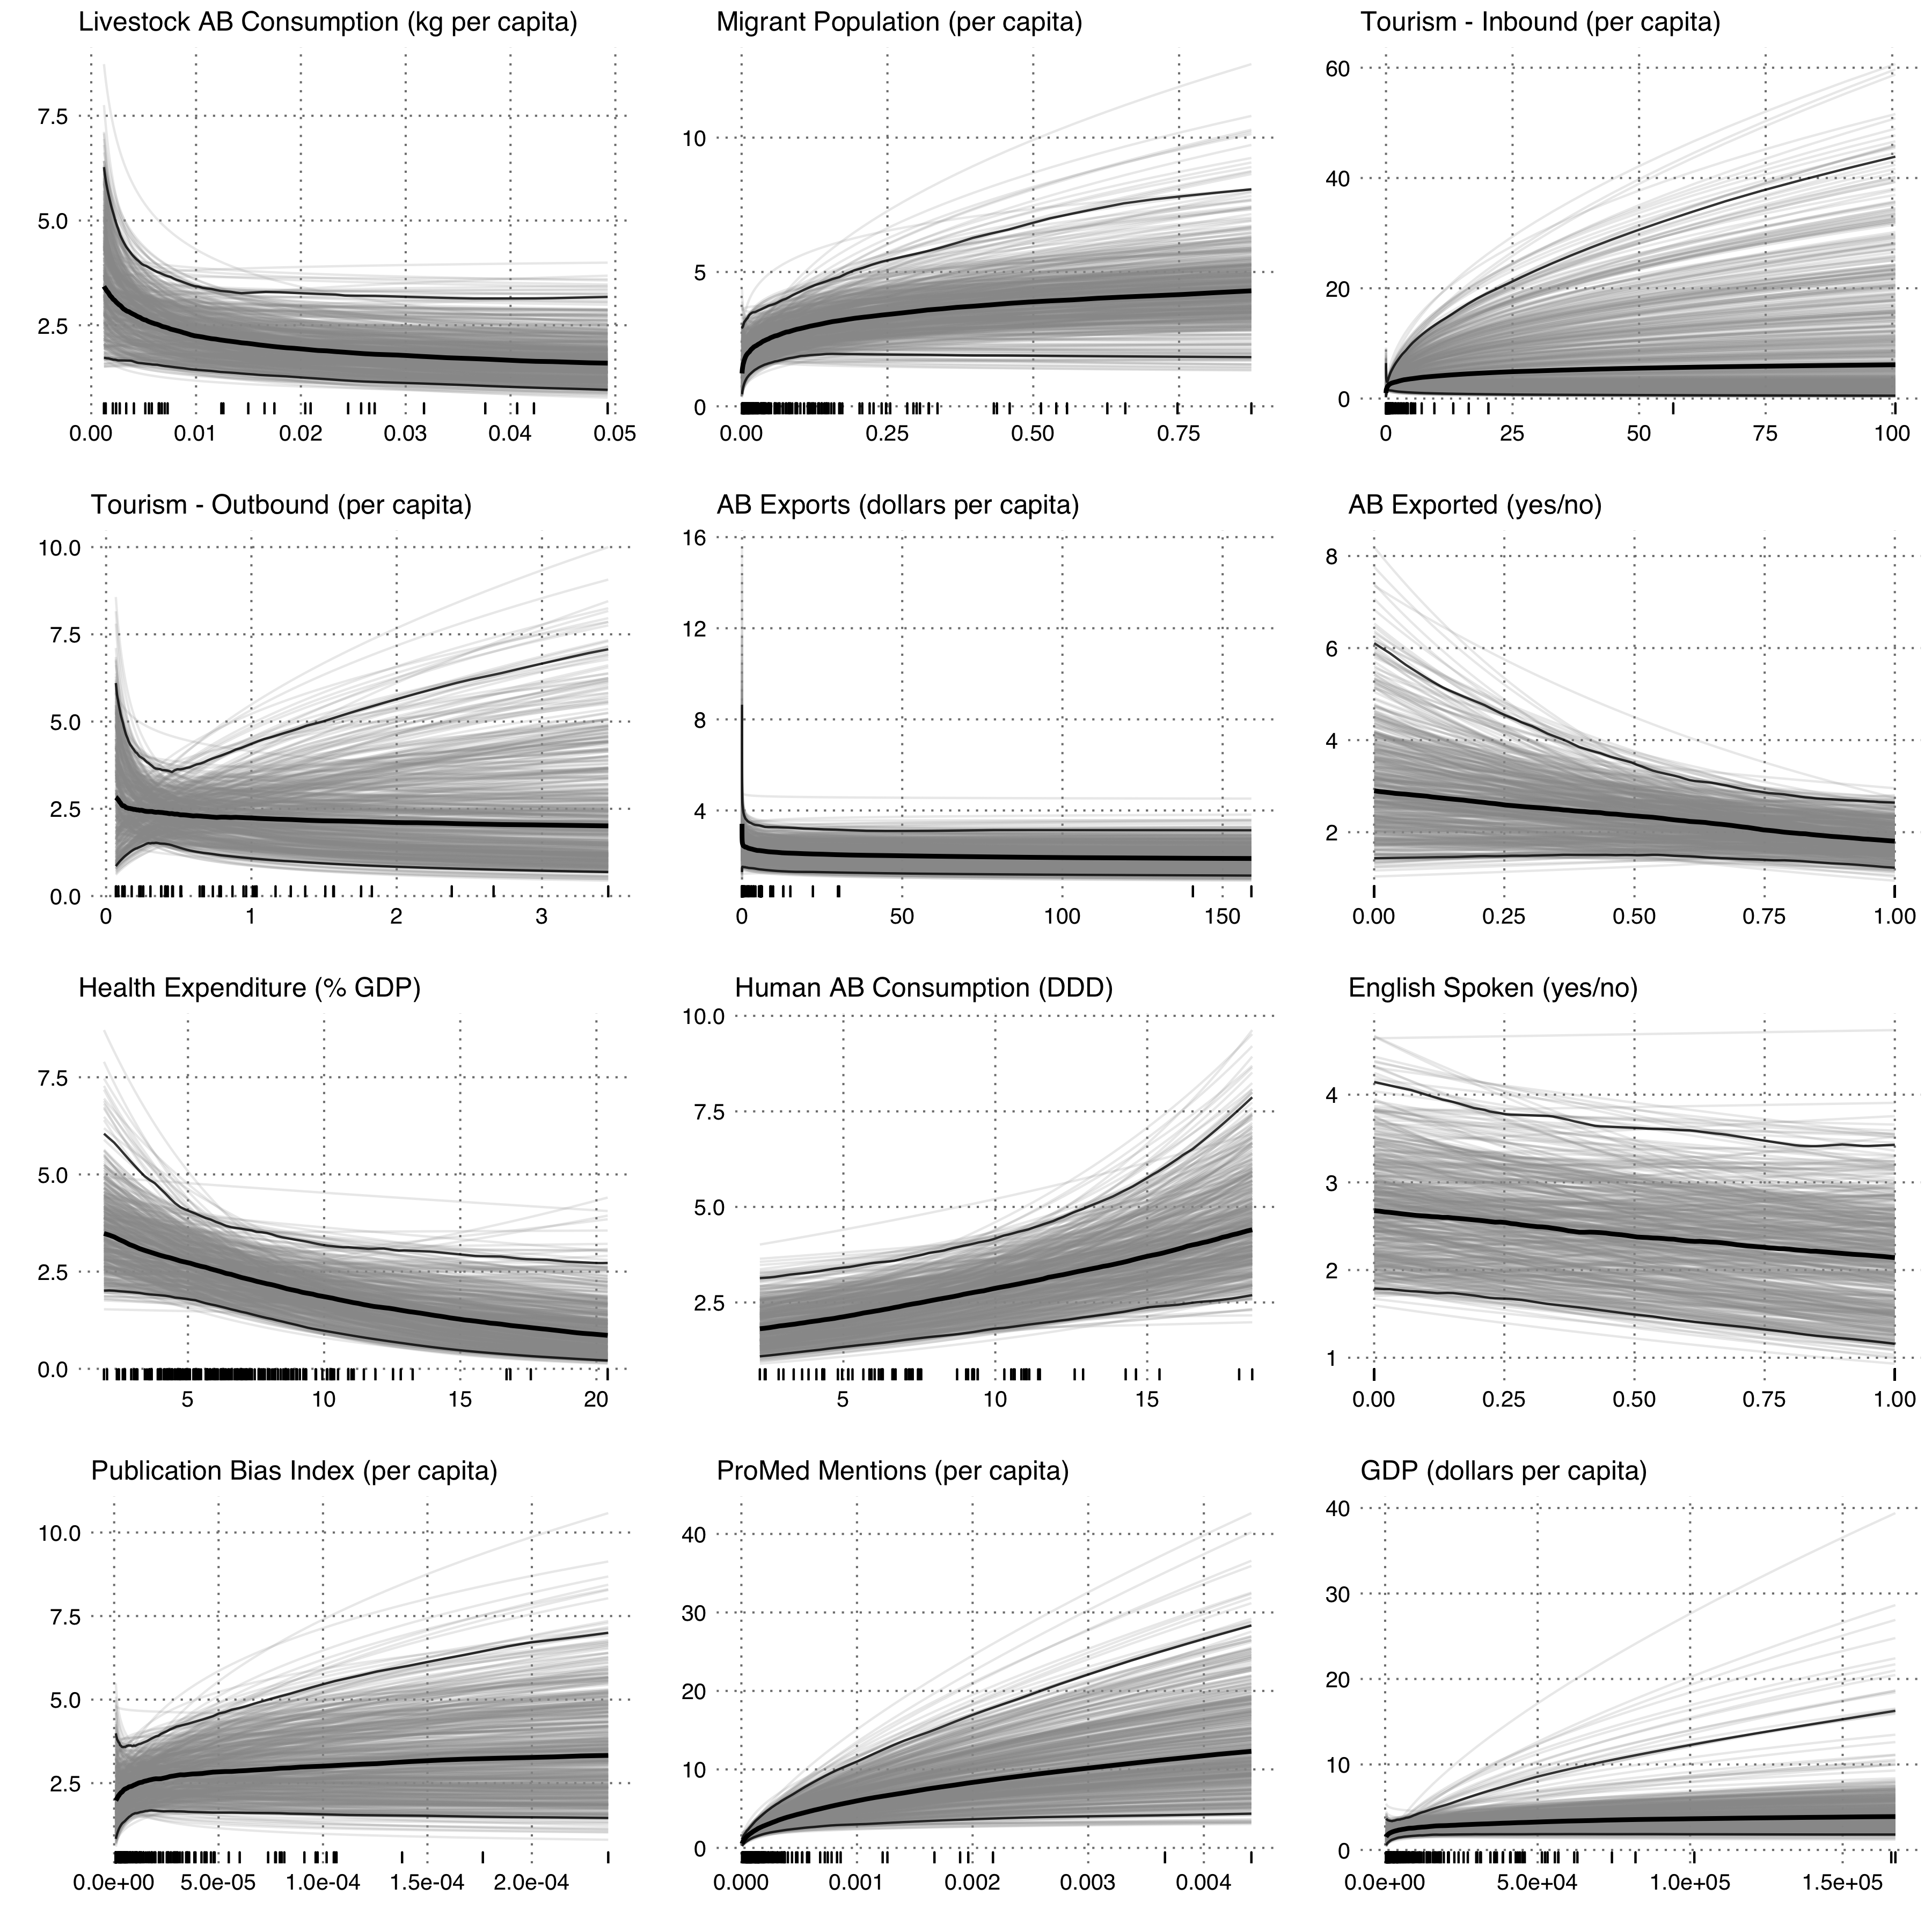 Livestock AB Consumption (kg per capita)
7.5
5.0
2.5
0.00 0.01 0.02 0.03 0.04 0.05
Migrant Population (per capita)
10
5
0
0.00 0.25 0.50 0.75
Tourism - Inbound (per capita)
60
40
20
0
0 25 50 75 100
Tourism - Outbound (per capita)
10.0
7.5
5.0
2.5
0.0
0 1 2 3
AB Exports (dollars per capita)
16
12
8
4
0 50 100 150
AB Exported (yes/no)
8
6
4
2
0.00 0.25 0.50 0.75 1.00
Health Expenditure (% GDP)
7.5
5.0
2.5
0.0
5 10 15 20
Human AB Consumption (DDD)
10.0
7.5
5.0
2.5
5 10 15
English Spoken (yes/no)
4
3
2
1
0.00 0.25 0.50 0.75 1.00
Publication Bias Index (per capita)
10.0
7.5
5.0
2.5
0.0e+00 5.0e-05 1.0e-04 1.5e-04 2.0e-04
ProMed Mentions (per capita)
40
30
20
10
0
0.000 0.001 0.002 0.003 0.004
GDP (dollars per capita)
40
30
20
10
0
0.0e+00 5.0e+04 1.0e+05 1.5e+05